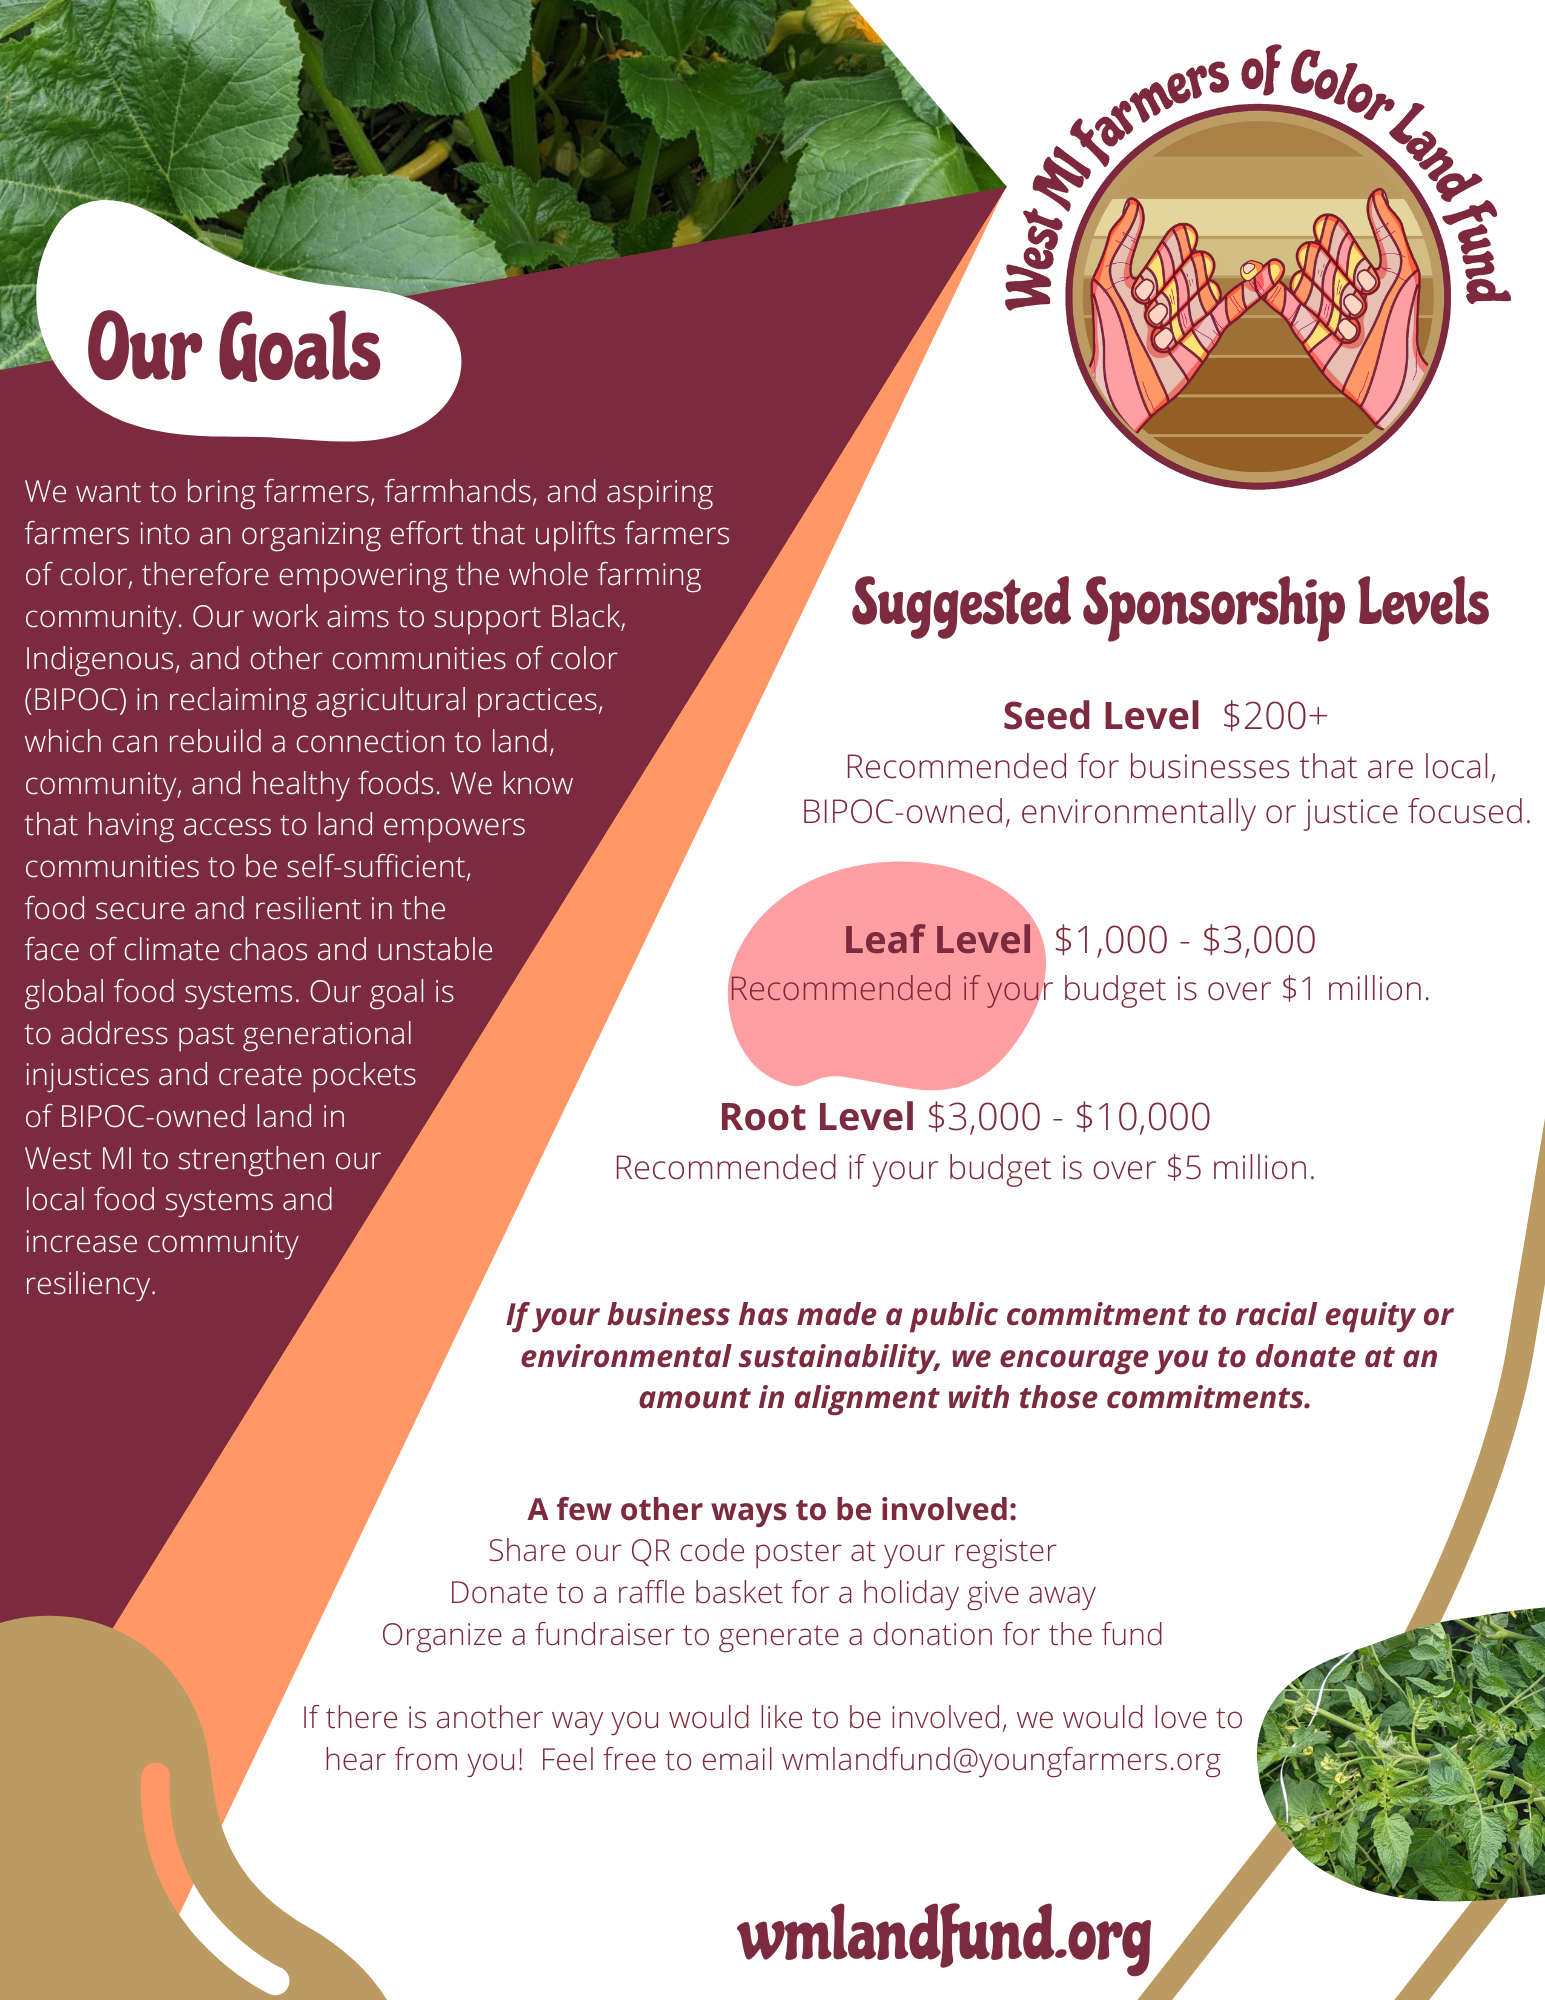 West MI Farmers of Color Land Fund
Our Goals
We want to bring farmers, farmhands, and aspiring
farmers into an organizing effort that uplifts farmers
of color, therefore empowering the whole farming
community. Our work aims to support Black,
Indigenous, and other communities of color
(BIPOC) in reclaiming agricultural practices,
which can rebuild a connection to land,
community, and healthy foods. We know
that having access to land empowers
communities to be self-sufficient,
food secure and resilient in the
face of climate chaos and unstable
global food systems. Our goal is
to address past generational
injustices and create pockets
of BIPOC-owned land in
West MI to strengthen our
local food systems and
increase community
resiliency.
Suggested Sponsorship Levels
Seed Level $200+
Recommended for businesses that are local,
BIPOC-owned, environmentally or justice focused.
Leaf Level $1,000 - $3,000
Recommended if your budget is over $1 million.
Root Level $3,000 - $10,000
Recommended if your budget is over $5 million.
If your business has made a public commitment to racial equity or
environmental sustainability, we encourage you to donate at an
amount in alignment with those commitments.
A few other ways to be involved:
Share our QR code poster at your register
Donate to a raffle basket for a holiday give away
Organize a fundraiser to generate a donation for the fund
If there is another way you would like to be involved, we would love to
hear from you! Feel free to email wmlandfund@youngfarmers.org
wmlandfund.org